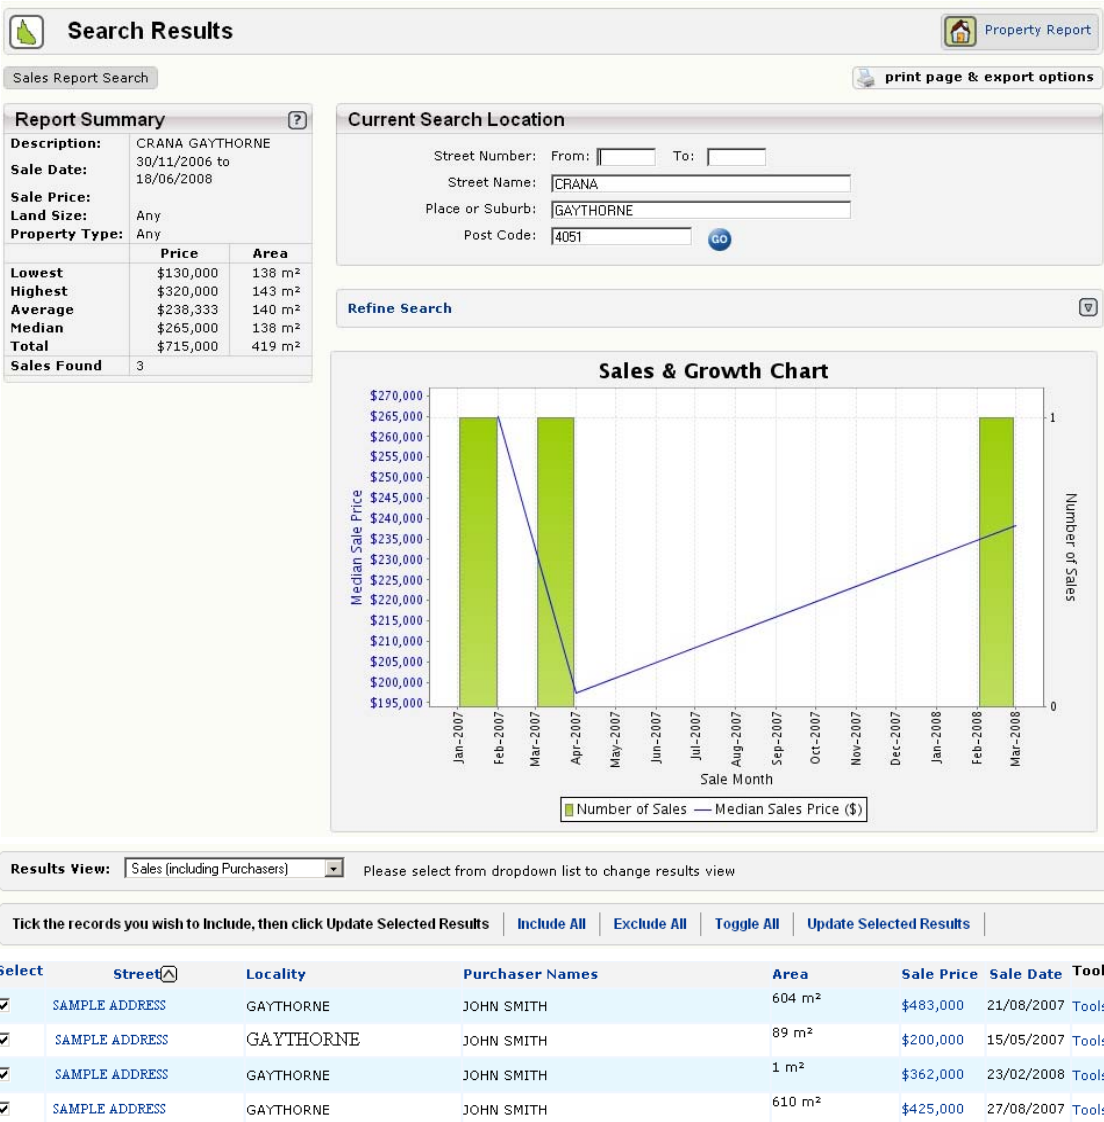 Search Results
Property Report
Sales Report Search
print page & export options
Report Summary
?
Description: CRANA GAYTHORNE
Sale Date: 30/11/2006 to
18/06/2008
Sale Price:
Land Size: Any
Property Type: Any
Price Area
Lowest $130,000 138 m²
Highest $320,000 143 m²
Average $238,333 140 m²
Median $265,000 138 m²
Total $715,000 419 m²
Sales Found 3
Current Search Location
Street Number: From: To:
Street Name: CRANA
Place or Suburb: GAYTHORNE
Post Code: 4051 GO
Refine Search
Sales & Growth Chart
Median Sale Price
$270,000
$265,000
$260,000
$255,000
$250,000
$245,000
$240,000
$235,000
$230,000
$225,000
$220,000
$215,000
$210,000
$205,000
$200,000
$195,000
1
0
Number of Sales
Jan-2007
Feb-2007
Mar-2007
Apr-2007
May-2007
Jun-2007
Jul-2007
Aug-2007
Sep-2007
Oct-2007
Nov-2007
Dec-2007
Jan-2008
Feb-2008
Mar-2008
Sale Month
Number of Sales Median Sales Price ($)
Results View: Sales (including Purchasers) Please select from dropdown list to change results view
Tick the records you wish to Include, then click Update Selected Results Include All Exclude All Toggle All Update Selected Results
Select Street Locality Purchaser Names Area Sale Price Sale Date Tool
SAMPLE ADDRESS GAYTHORNE JOHN SMITH 604 m² $483,000 21/08/2007 Tools
SAMPLE ADDRESS GAYTHORNE JOHN SMITH 89 m² $200,000 15/05/2007 Tools
SAMPLE ADDRESS GAYTHORNE JOHN SMITH 1 m² $362,000 23/02/2008 Tools
SAMPLE ADDRESS GAYTHORNE JOHN SMITH 610 m² $425,000 27/08/2007 Tools